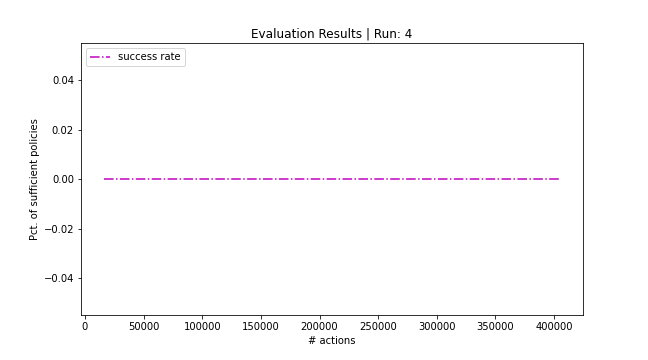 Evaluation Results | Run: 4
success rate
Pct. of sufficient policies
0.04
0.02
0.00
−0.02
−0.04
0 50000 100000 150000 200000 250000 300000 350000 400000
# actions